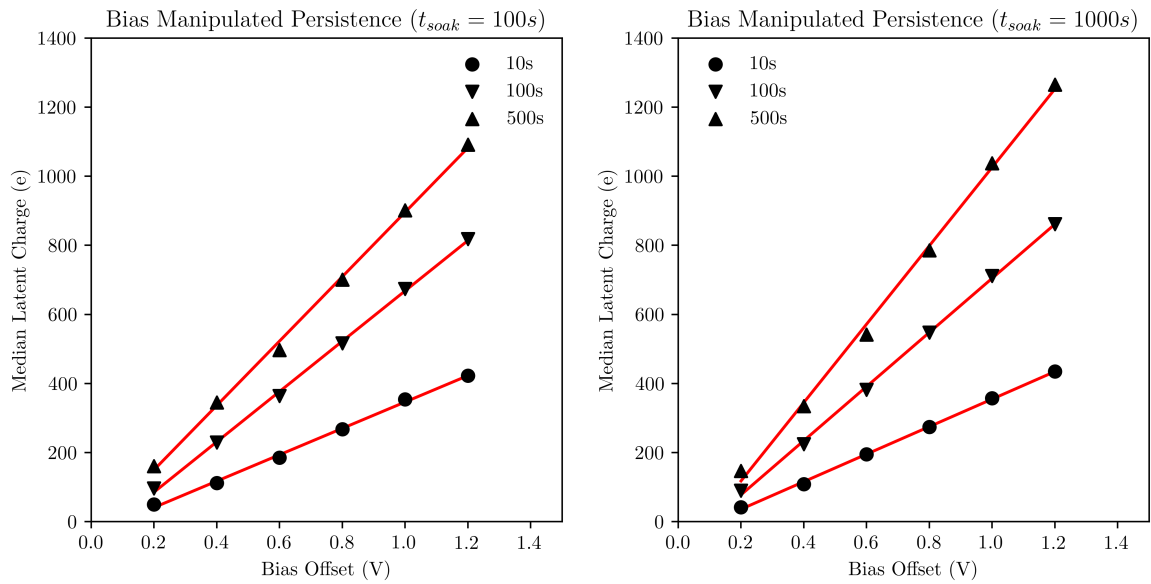 Bias Manipulated Persistence (t_soak = 100s)
1400
1200
1000
800
600
400
200
0
Median Latent Charge (e)
10s
100s
500s
0.0 0.2 0.4 0.6 0.8 1.0 1.2 1.4
Bias Offset (V)
Bias Manipulated Persistence (t_soak = 1000s)
1400
1200
1000
800
600
400
200
0
Median Latent Charge (e)
10s
100s
500s
0.0 0.2 0.4 0.6 0.8 1.0 1.2 1.4
Bias Offset (V)